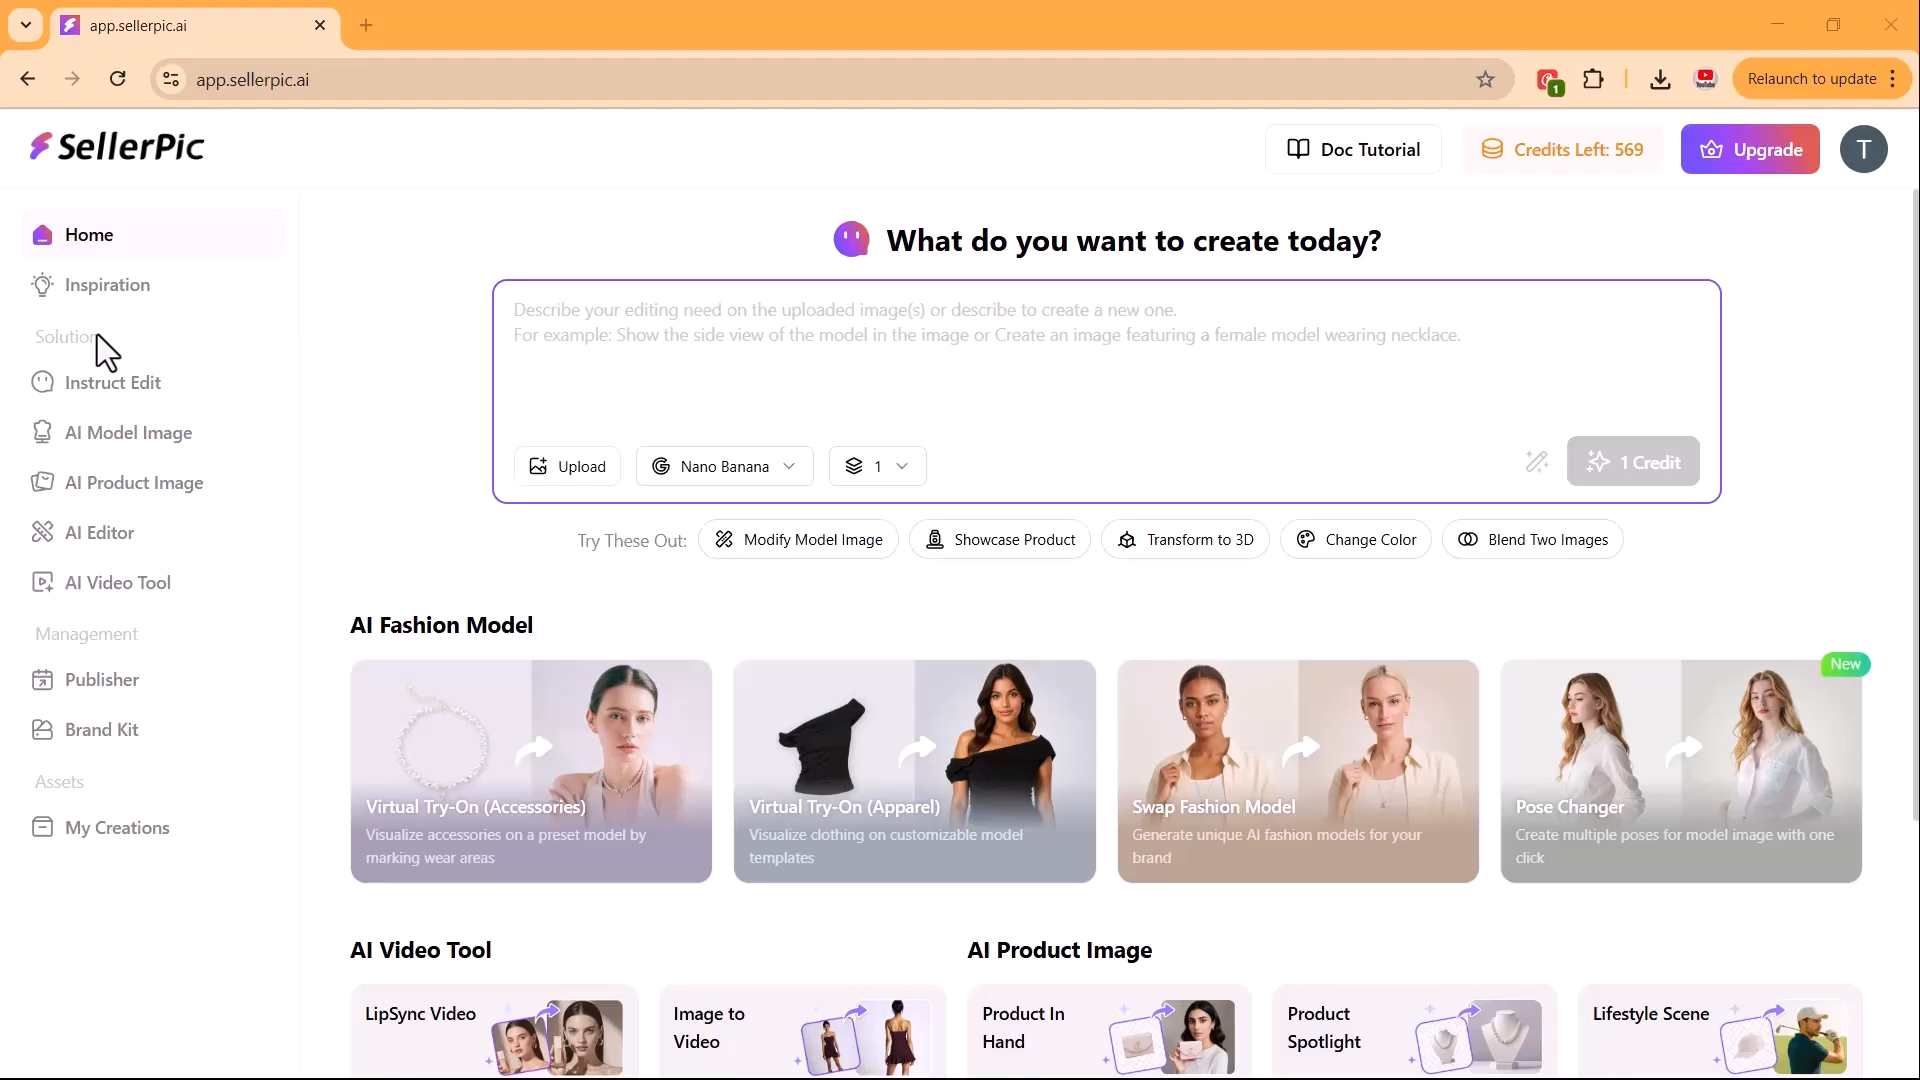 app.sellerpic.ai
app.sellerpic.ai
1
YouTube
Relaunch to update
SellerPic
Doc Tutorial
Credits Left: 569
Upgrade
T
Home
Inspiration
Solution
Instruct Edit
AI Model Image
AI Product Image
AI Editor
AI Video Tool
Management
Publisher
Brand Kit
Assets
My Creations
What do you want to create today?
Describe your editing need on the uploaded image(s) or describe to create a new one.
For example: Show the side view of the model in the image or Create an image featuring a female model wearing necklace.
Upload
Nano Banana
1
1 Credit
Try These Out:
Modify Model Image
Showcase Product
Transform to 3D
Change Color
Blend Two Images
AI Fashion Model
Virtual Try-On (Accessories)
Visualize accessories on a preset model by
marking wear areas
Virtual Try-On (Apparel)
Visualize clothing on customizable model
templates
Swap Fashion Model
Generate unique AI fashion models for your
brand
New
Pose Changer
Create multiple poses for model image with one
click
AI Video Tool
LipSync Video
Image to
Video
AI Product Image
Product In
Hand
Product
Spotlight
Lifestyle Scene